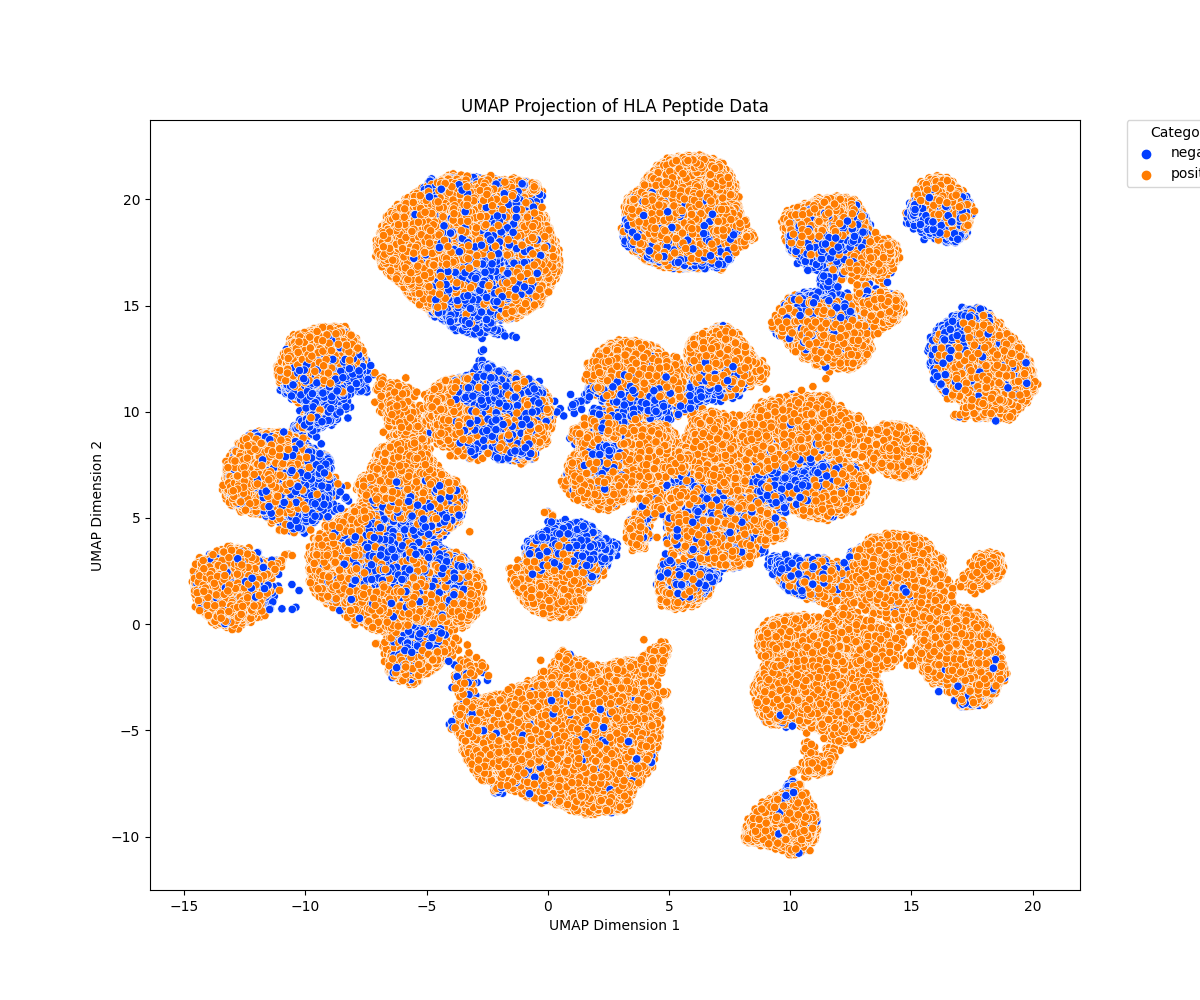 UMAP Projection of HLA Peptide Data
Catego
nega
posit
20
15
10
5
0
−5
−10
UMAP Dimension 2
−15
−10
−5
0
5
10
15
20
UMAP Dimension 1